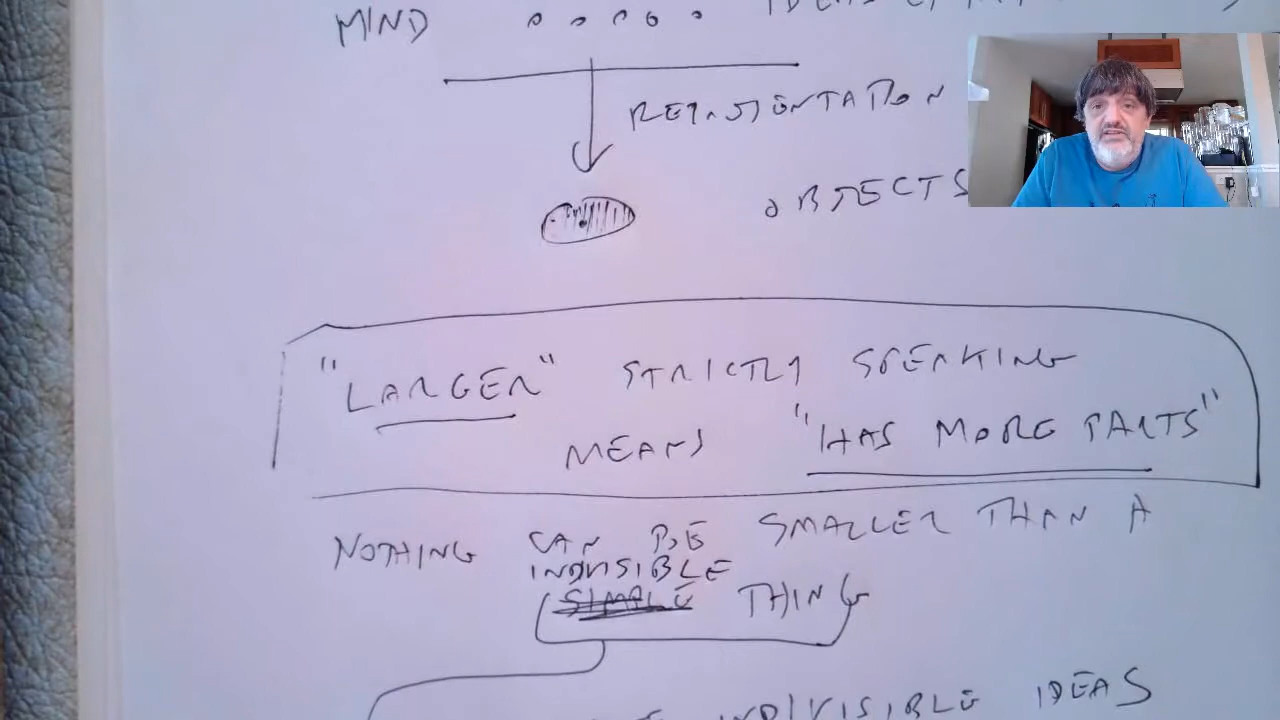 MIND
REPRESENTATION
OBJECTS
"LARGER" STRICTLY SPEAKING
MEANS "HAS MORE PARTS"
NOTHING CAN BE SMALLER THAN A
INDIVISIBLE
SIMPLE THING
INDIVISIBLE IDEAS